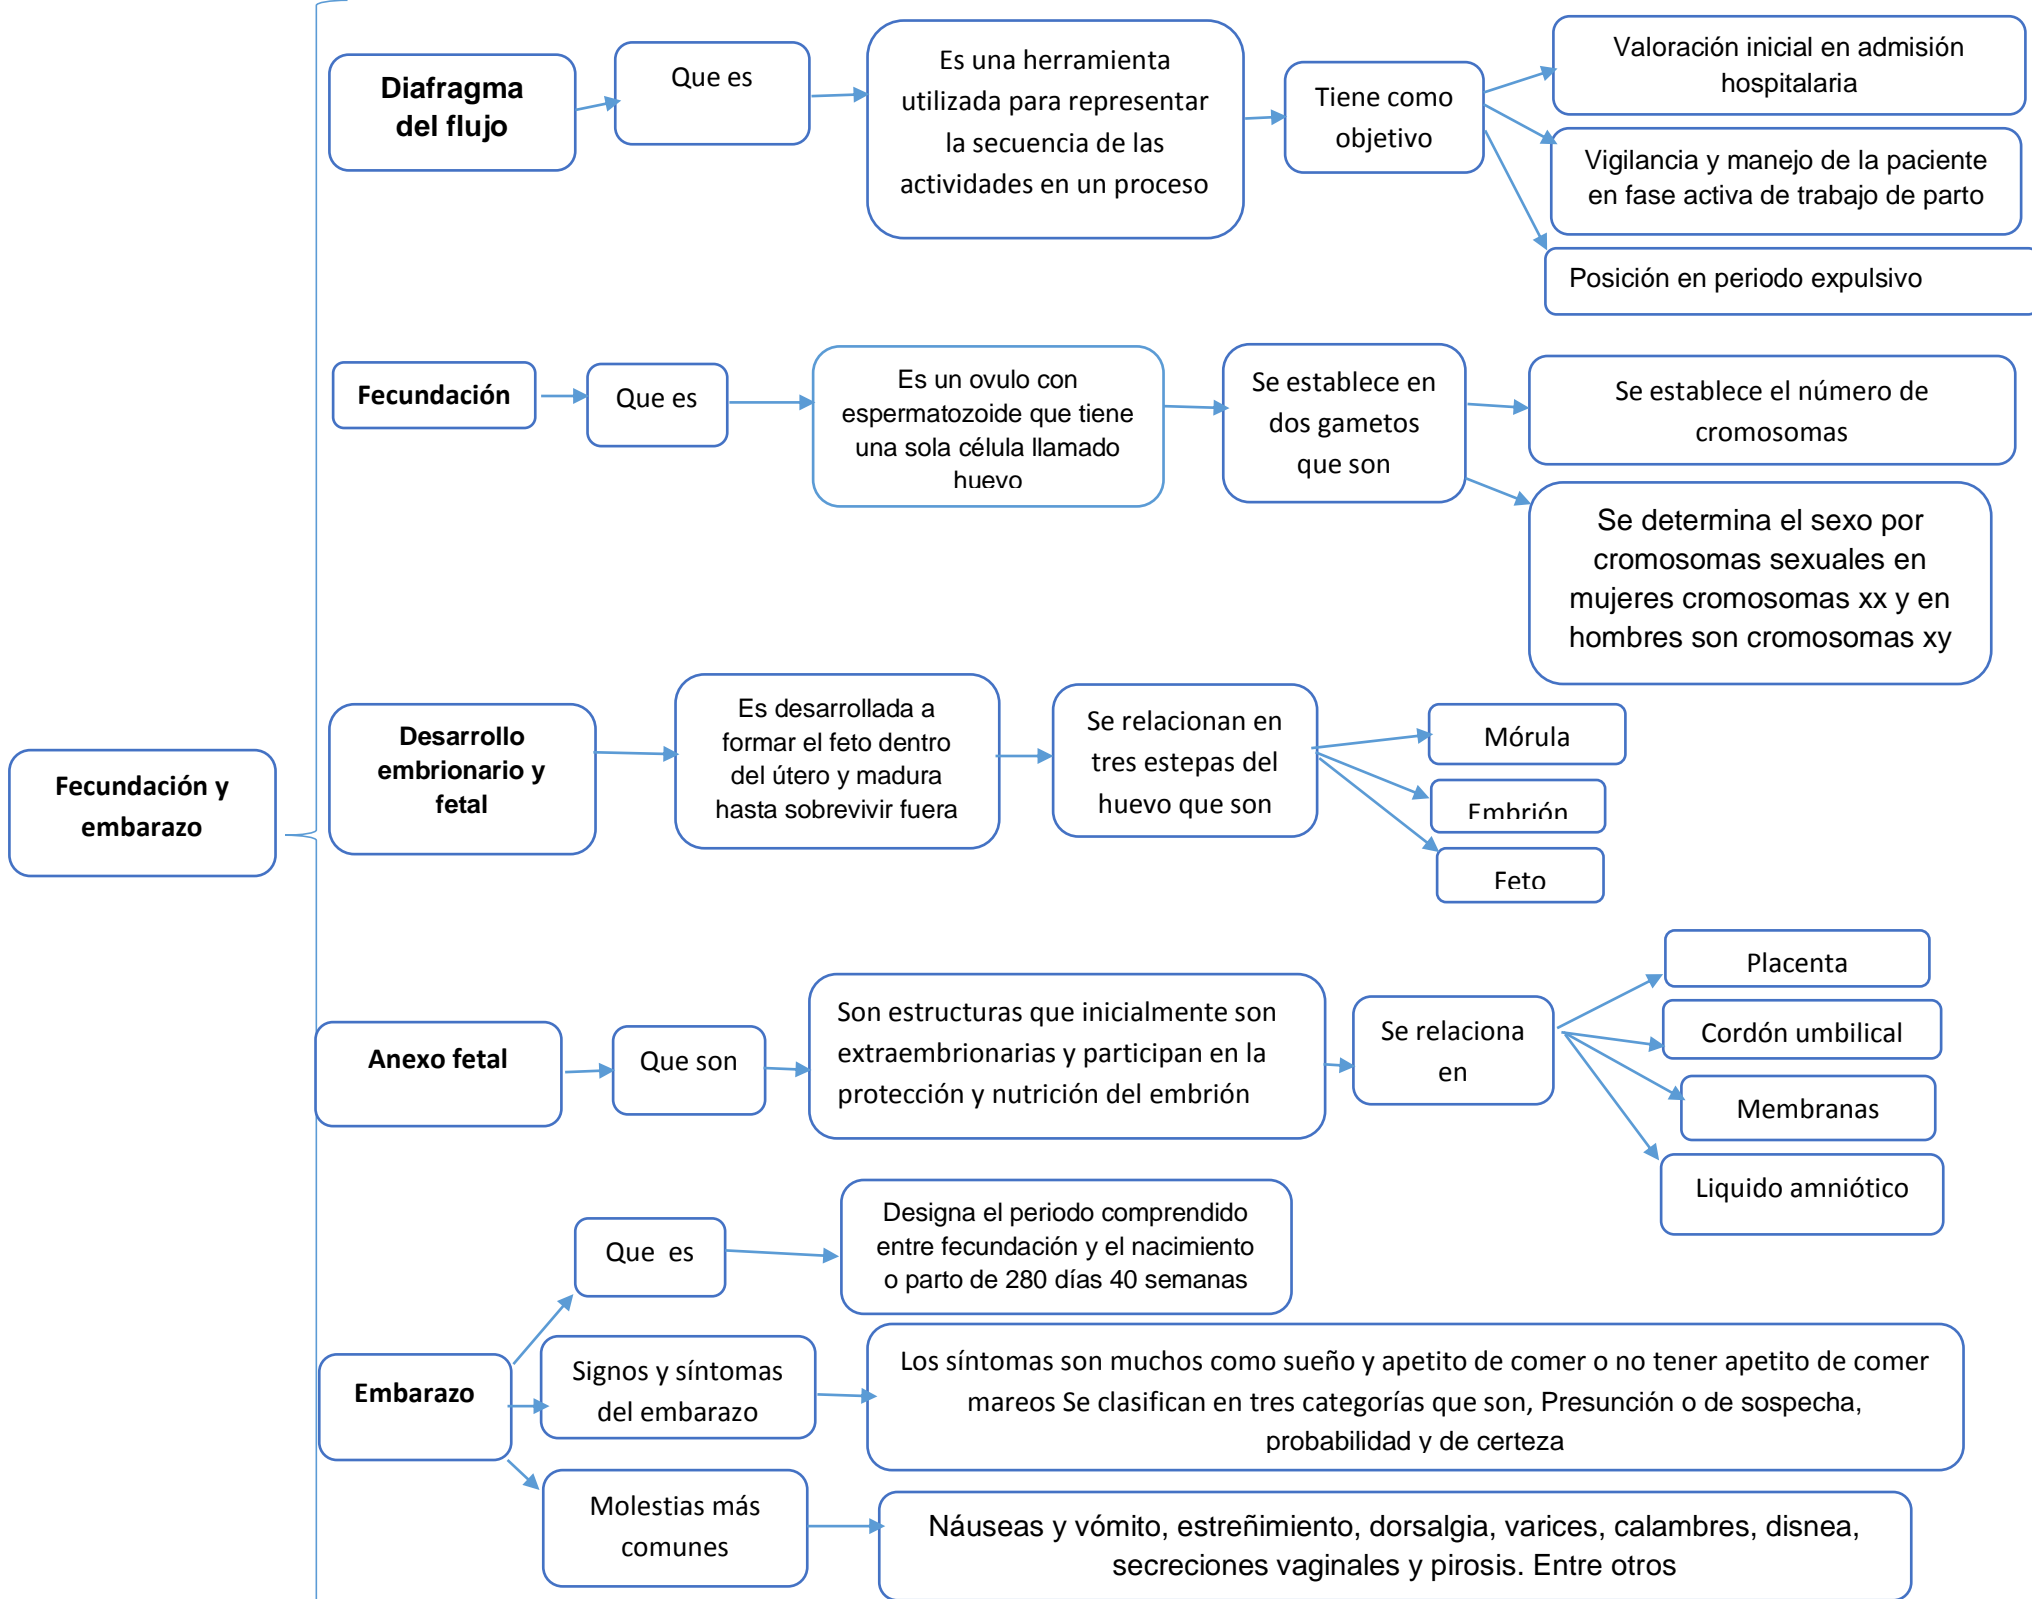 Diafragma
del flujo
Que es
Es una herramienta
utilizada para representar
la secuencia de las
actividades en un proceso
Tiene como
objetivo
Valoración inicial en admisión
hospitalaria
Vigilancia y manejo de la paciente
en fase activa de trabajo de parto
Posición en periodo expulsivo
Fecundación
Que es
Es un ovulo con
espermatozoide que tiene
una sola célula llamado
huevo
Se establece en
dos gametos
que son
Se establece el número de
cromosomas
Se determina el sexo por
cromosomas sexuales en
mujeres cromosomas xx y en
hombres son cromosomas xy
Fecundación y
embarazo
Desarrollo
embrionario y
fetal
Es desarrollada a
formar el feto dentro
del útero y madura
hasta sobrevivir fuera
Se relacionan en
tres estepas del
huevo que son
Mórula
Embrión
Feto
Anexo fetal
Que son
Son estructuras que inicialmente son
extraembrionarias y participan en la
protección y nutrición del embrión
Se relaciona
en
Placenta
Cordón umbilical
Membranas
Liquido amniótico
Embarazo
Que es
Designa el periodo comprendido
entre fecundación y el nacimiento
o parto de 280 días 40 semanas
Signos y síntomas
del embarazo
Los síntomas son muchos como sueño y apetito de comer o no tener apetito de comer
mareos Se clasifican en tres categorías que son, Presunción o de sospecha,
probabilidad y de certeza
Molestias más
comunes
Náuseas y vómito, estreñimiento, dorsalgia, varices, calambres, disnea,
secreciones vaginales y pirosis. Entre otros